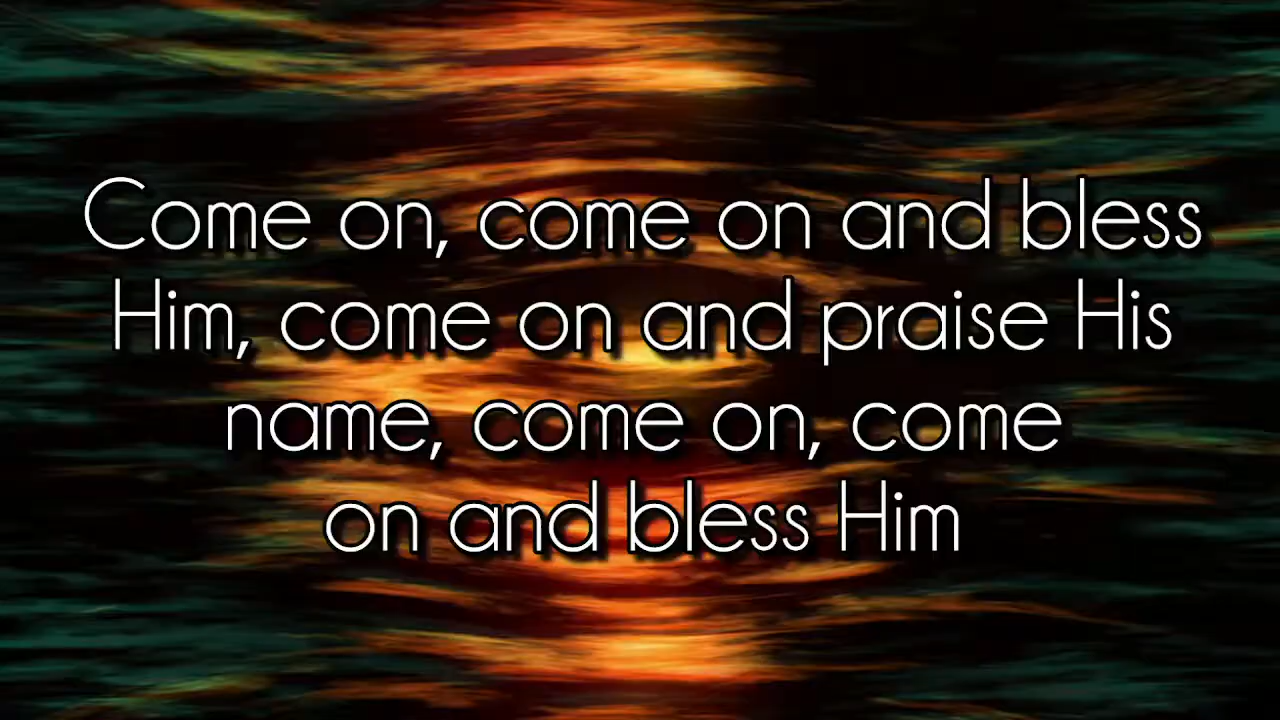 Come on, come on and bless
Him, come on and praise His
name, come on, come
on and bless Him